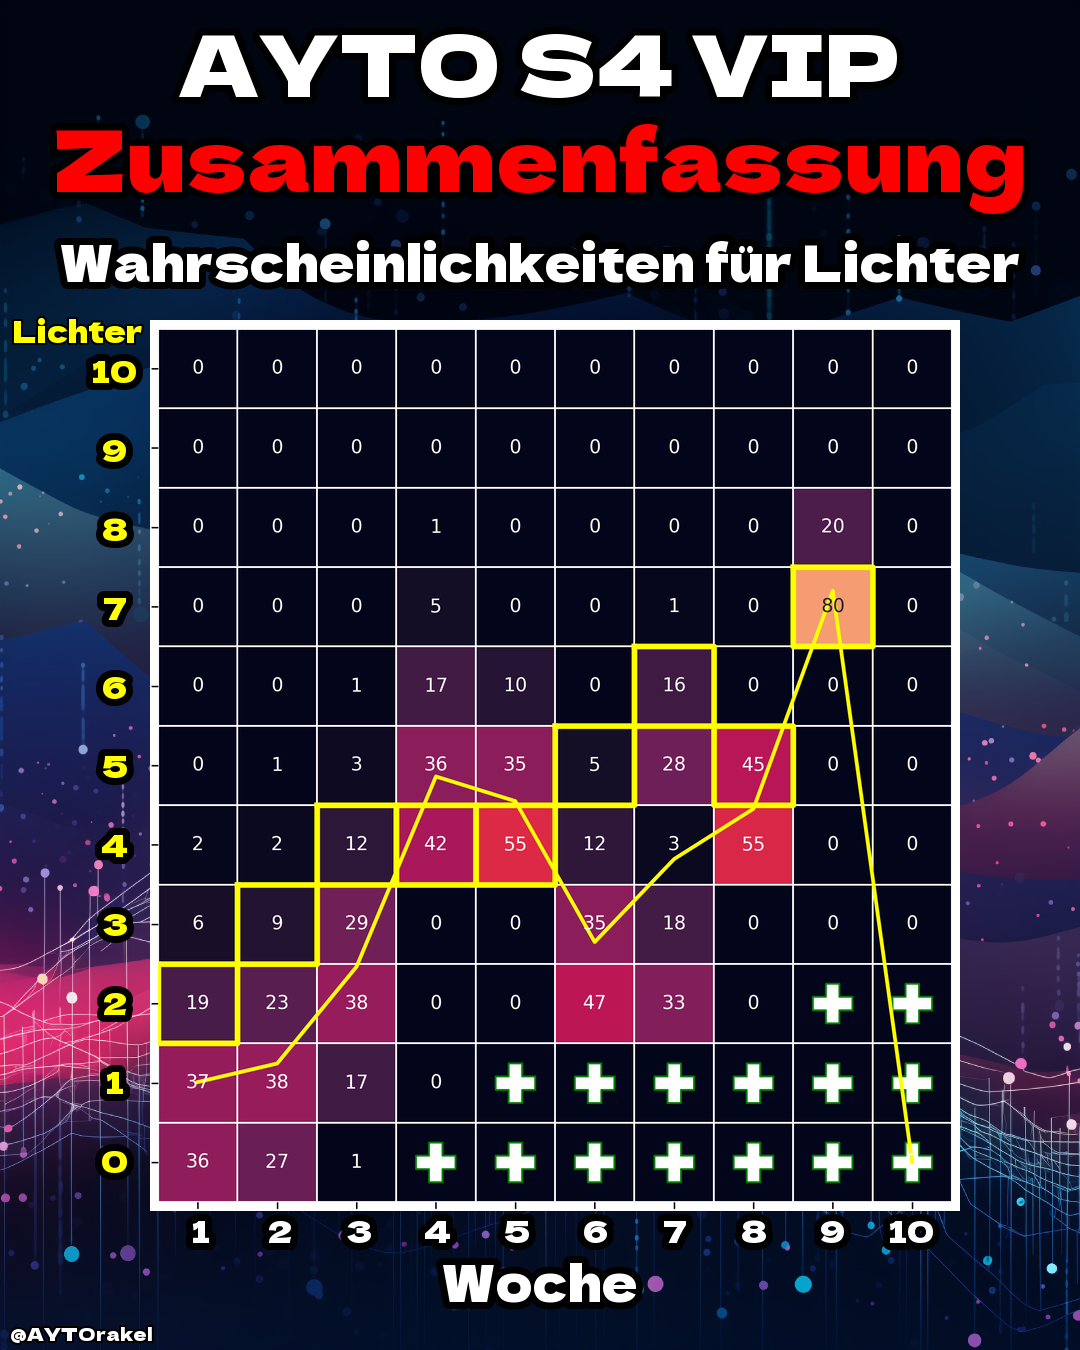 AYTO S4 VIP
Zusammenfassung
Wahrscheinlichkeiten für Lichter
Lichter
10 0 0 0 0 0 0 0 0 0 0
9 0 0 0 0 0 0 0 0 0 0
8 0 0 0 1 0 0 0 0 20 0
7 0 0 0 5 0 0 1 0 80 0
6 0 0 1 17 10 0 16 0 0 0
5 0 1 3 36 35 5 28 45 0 0
4 2 2 12 42 55 12 3 55 0 0
3 6 9 29 0 0 35 18 0 0 0
2 19 23 38 0 0 47 33 0
1 37 38 17 0
0 36 27 1
1 2 3 4 5 6 7 8 9 10
Woche
@AYTOrakel